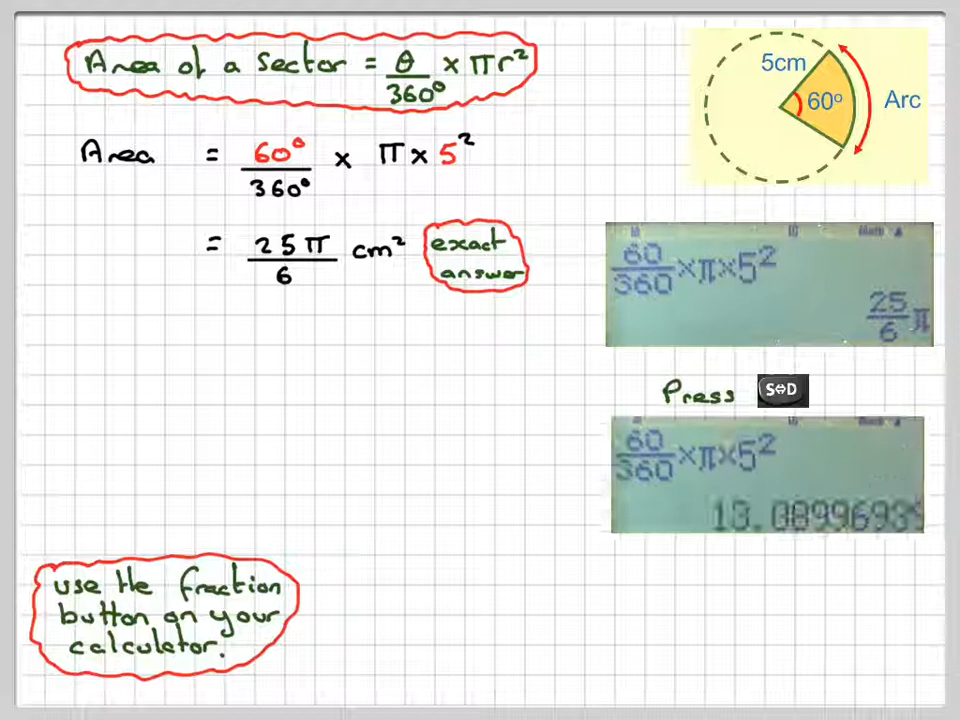 Area of a sector = θ/360° × πr²
5cm
60°
Arc
Area = 60°/360° × π × 5²
= 25π/6 cm²
exact
answer
60/360×π×5²
25/6π
Press S⇔D
60/360×π×5²
13.08996939
use the fraction
button on your
calculator.